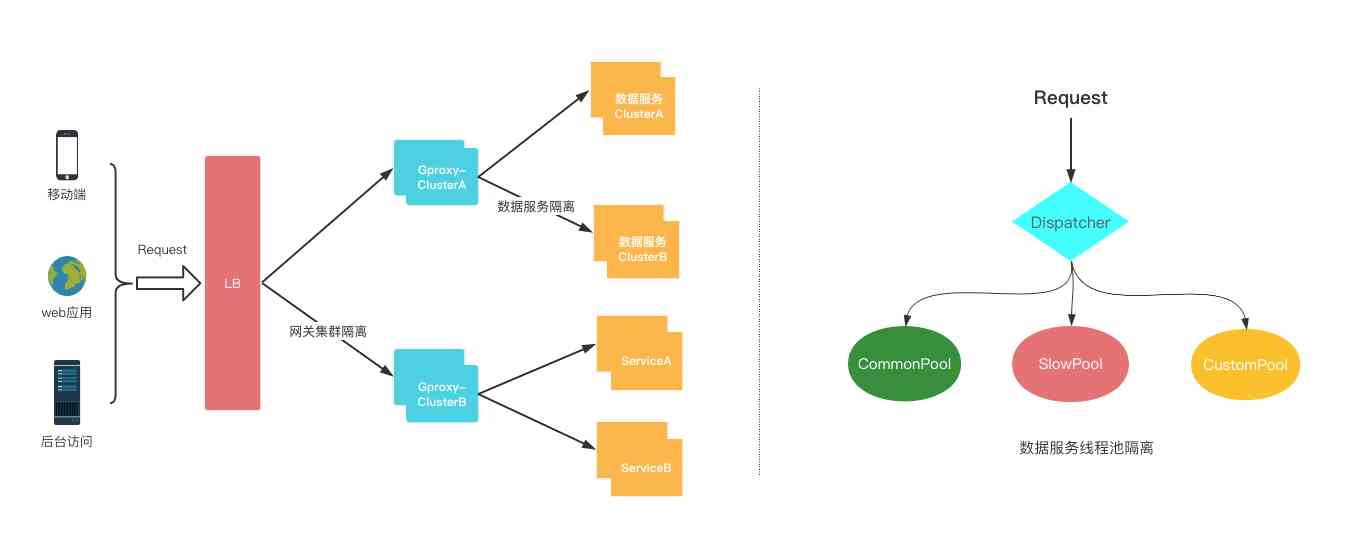 移动端
web应用
后台访问
Request
LB
网关集群隔离
Gproxy-
ClusterA
Gproxy-
ClusterB
数据服务隔离
数据服务
ClusterA
数据服务
ClusterB
ServiceA
ServiceB
Request
Dispatcher
CommonPool
SlowPool
CustomPool
数据服务线程池隔离